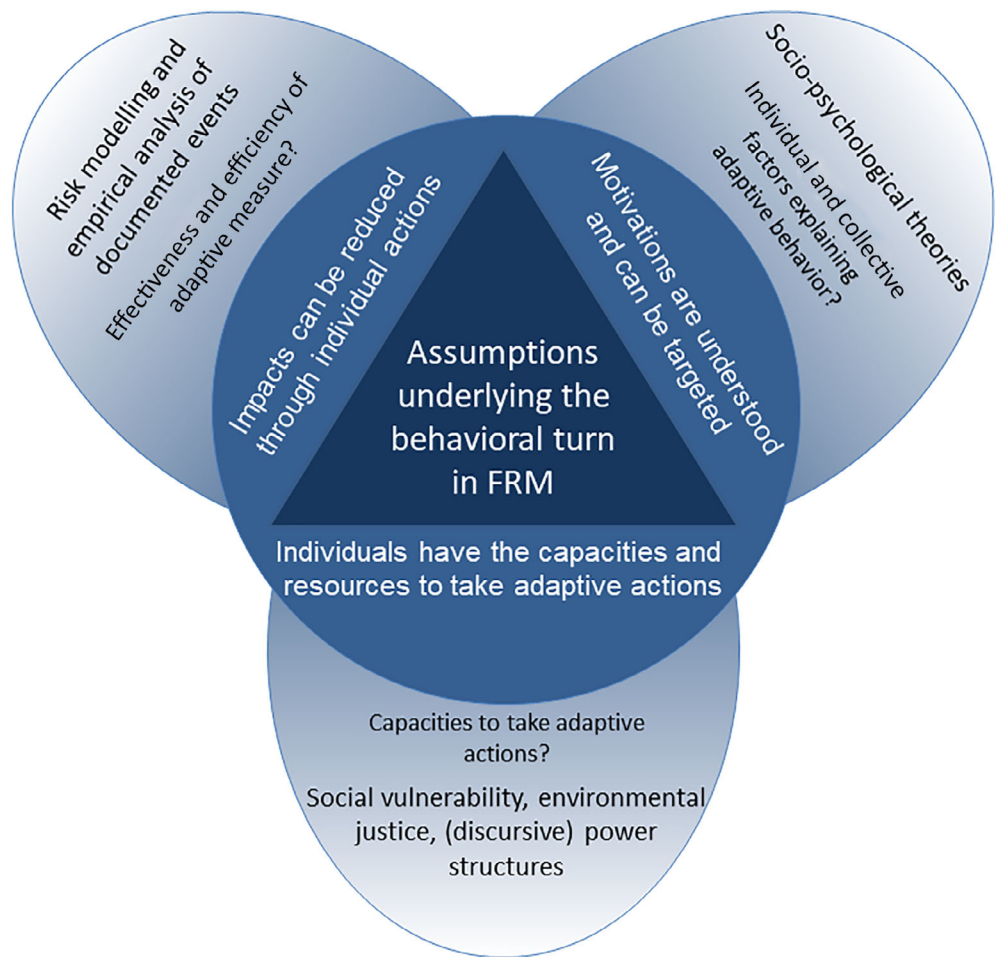 Risk modelling and
empirical analysis of
documented events
Effectiveness and efficiency of
adaptive measure?
Impacts can be reduced
through individual actions
Socio-psychological theories
Individual and collective
factors explaining
adaptive behavior?
Motivations are understood
and can be targeted
Assumptions
underlying the
behavioral turn
in FRM
Individuals have the capacities and
resources to take adaptive actions
Capacities to take adaptive
actions?
Social vulnerability, environmental
justice, (discursive) power
structures